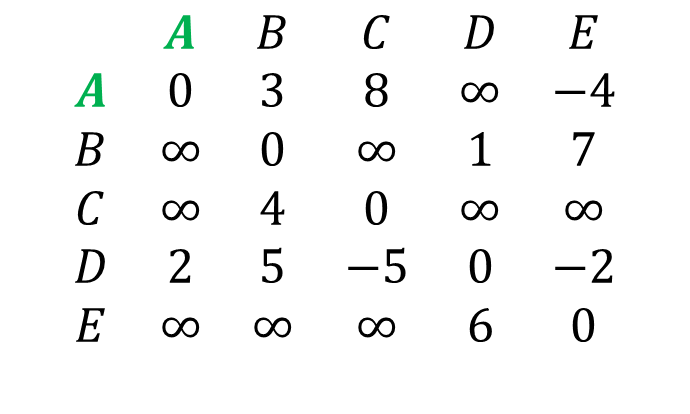 A B C D E
A 0 3 8 ∞ −4
B ∞ 0 ∞ 1 7
C ∞ 4 0 ∞ ∞
D 2 5 −5 0 −2
E ∞ ∞ ∞ 6 0